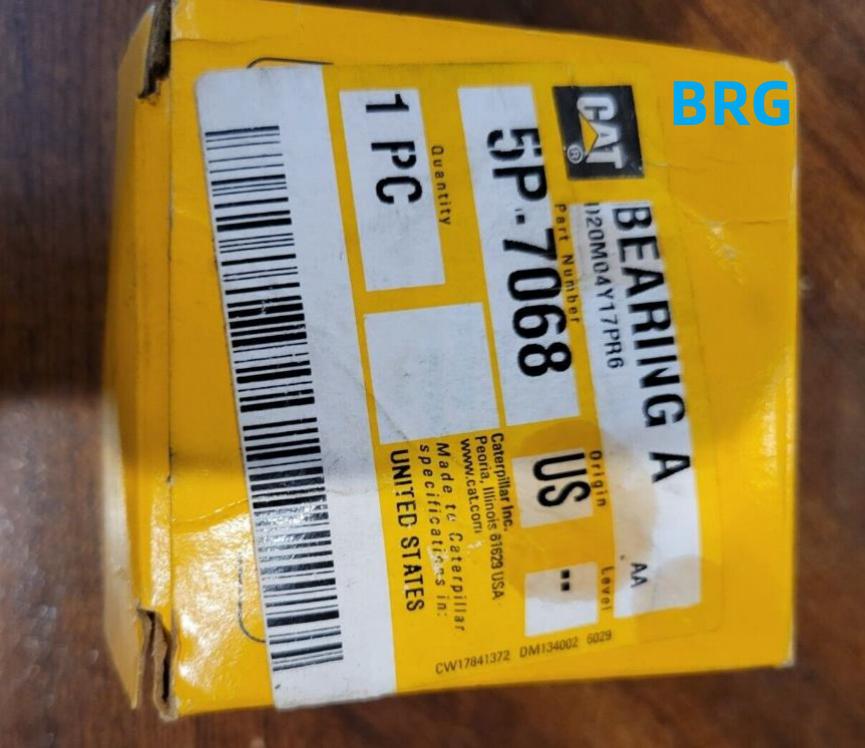 BRG
CAT
BEARING A
D20M04Y17PR6
AA
Part Number
5P-7068
Origin
US
Level
--
Quantity
1 PC
Caterpillar Inc.
Peoria, Illinois 61629 USA
www.cat.com
Made to Caterpillar
specifications in:
UNITED STATES
CW17841372 DM134002 6029